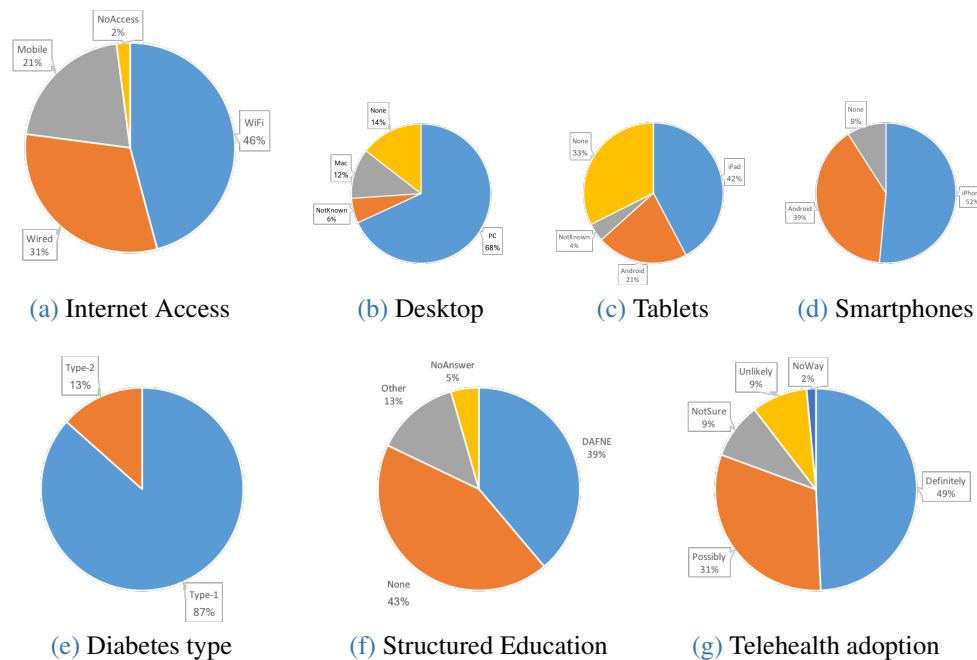 NoAccess
2%
Mobile
21%
WiFi
46%
Wired
31%
(a) Internet Access
None
14%
Mac
12%
NotKnown
6%
PC
68%
(b) Desktop
None
33%
iPad
42%
NotKnown
4%
Android
21%
(c) Tablets
None
9%
Android
39%
iPhon
52%
(d) Smartphones
Type-2
13%
Type-1
87%
(e) Diabetes type
NoAnswer
5%
Other
13%
DAFNE
39%
None
43%
(f) Structured Education
NoWay
2%
Unlikely
9%
NotSure
9%
Definitely
49%
Possibly
31%
(g) Telehealth adoption